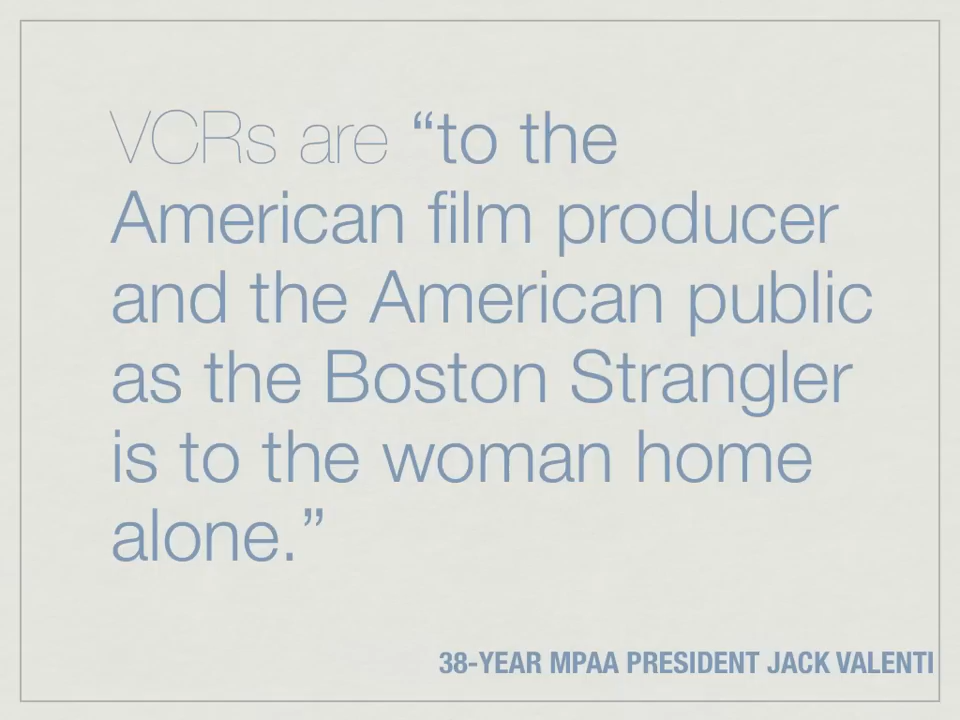 VCRs are “to the
American film producer
and the American public
as the Boston Strangler
is to the woman home
alone.”
38-YEAR MPAA PRESIDENT JACK VALENTI